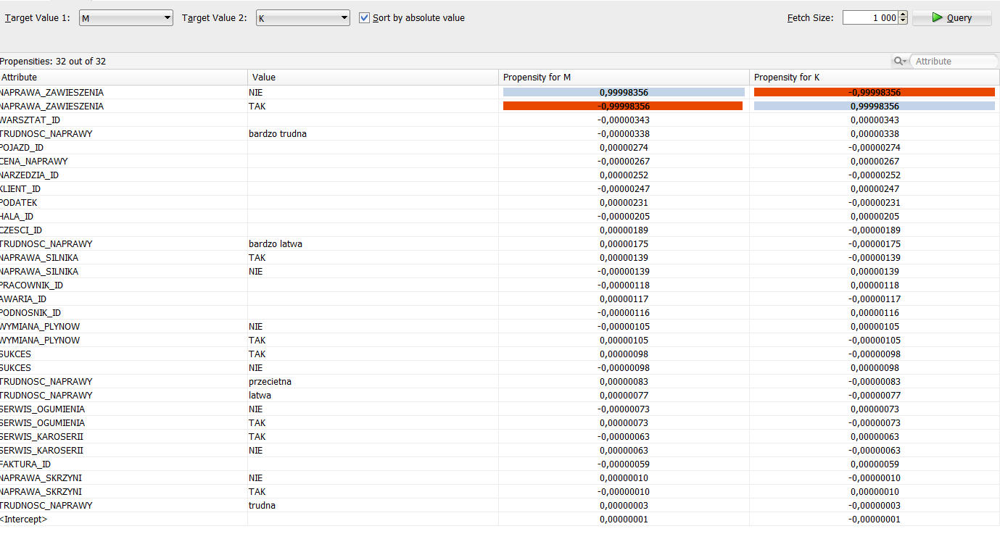 Target Value 1: M Target Value 2: K Sort by absolute value Fetch Size: 1 000 Query
Propensities: 32 out of 32 Attribute
Attribute Value Propensity for M Propensity for K
NAPRAWA_ZAWIESZENIA NIE 0,99998356 -0,99998356
NAPRAWA_ZAWIESZENIA TAK -0,99998356 0,99998356
WARSZTAT_ID -0,00000343 0,00000343
TRUDNOSC_NAPRAWY bardzo trudna -0,00000338 0,00000338
POJAZD_ID 0,00000274 -0,00000274
CENA_NAPRAWY -0,00000267 0,00000267
NARZEDZIA_ID 0,00000252 -0,00000252
KLIENT_ID -0,00000247 0,00000247
PODATEK 0,00000231 -0,00000231
HALA_ID -0,00000205 0,00000205
CZESCI_ID 0,00000189 -0,00000189
TRUDNOSC_NAPRAWY bardzo latwa 0,00000175 -0,00000175
NAPRAWA_SILNIKA TAK 0,00000139 -0,00000139
NAPRAWA_SILNIKA NIE -0,00000139 0,00000139
PRACOWNIK_ID -0,00000118 0,00000118
AWARIA_ID 0,00000117 -0,00000117
PODNOSNIK_ID -0,00000116 0,00000116
WYMIANA_PLYNOW NIE -0,00000105 0,00000105
WYMIANA_PLYNOW TAK 0,00000105 -0,00000105
SUKCES TAK 0,00000098 -0,00000098
SUKCES NIE -0,00000098 0,00000098
TRUDNOSC_NAPRAWY przecietna 0,00000083 -0,00000083
TRUDNOSC_NAPRAWY latwa 0,00000077 -0,00000077
SERWIS_OGUMIENIA NIE -0,00000073 0,00000073
SERWIS_OGUMIENIA TAK 0,00000073 -0,00000073
SERWIS_KAROSERII TAK -0,00000063 0,00000063
SERWIS_KAROSERII NIE 0,00000063 -0,00000063
FAKTURA_ID -0,00000059 0,00000059
NAPRAWA_SKRZYNI NIE 0,00000010 -0,00000010
NAPRAWA_SKRZYNI TAK -0,00000010 0,00000010
TRUDNOSC_NAPRAWY trudna 0,00000003 -0,00000003
<Intercept> 0,00000001 -0,00000001